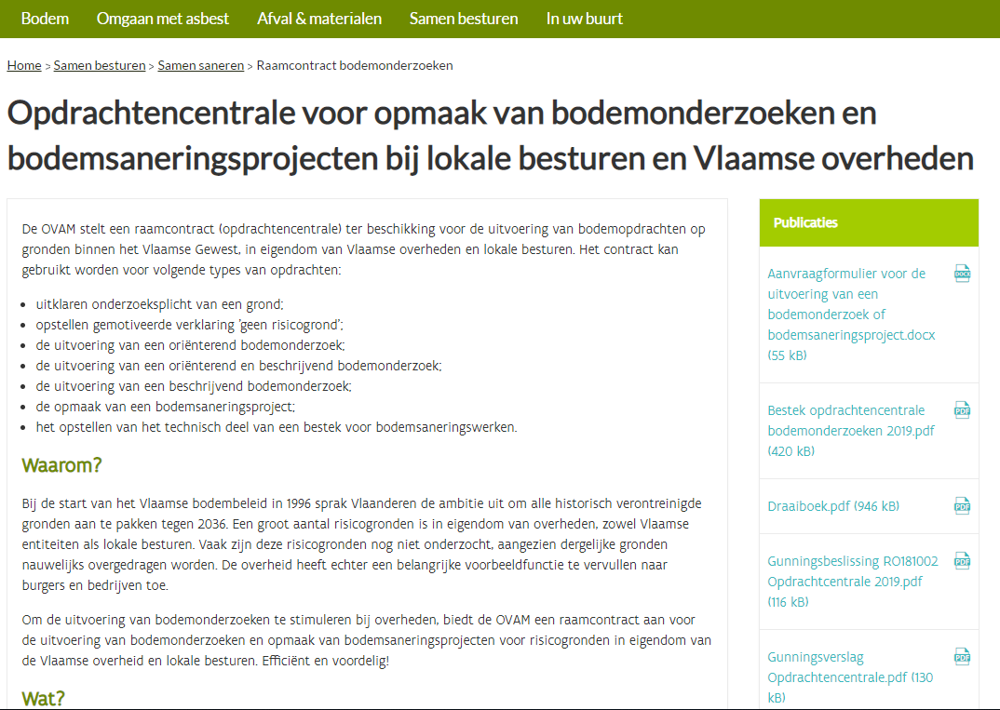 Bodem Omgaan met asbest Afval & materialen Samen besturen In uw buurt
Home > Samen besturen > Samen saneren > Raamcontract bodemonderzoeken
Opdrachtencentrale voor opmaak van bodemonderzoeken en
bodemsaneringsprojecten bij lokale besturen en Vlaamse overheden
De OVAM stelt een raamcontract (opdrachtencentrale) ter beschikking voor de uitvoering van bodemopdrachten op
gronden binnen het Vlaamse Gewest, in eigendom van Vlaamse overheden en lokale besturen. Het contract kan
gebruikt worden voor volgende types van opdrachten:
• uitklaren onderzoeksplicht van een grond;
• opstellen gemotiveerde verklaring 'geen risicogrond';
• de uitvoering van een oriënterend bodemonderzoek;
• de uitvoering van een oriënterend en beschrijvend bodemonderzoek;
• de uitvoering van een beschrijvend bodemonderzoek;
• de opmaak van een bodemsaneringsproject;
• het opstellen van het technisch deel van een bestek voor bodemsaneringswerken.
Waarom?
Bij de start van het Vlaamse bodembeleid in 1996 sprak Vlaanderen de ambitie uit om alle historisch verontreinigde
gronden aan te pakken tegen 2036. Een groot aantal risicogronden is in eigendom van overheden, zowel Vlaamse
entiteiten als lokale besturen. Vaak zijn deze risicogronden nog niet onderzocht, aangezien dergelijke gronden
nauwelijks overgedragen worden. De overheid heeft echter een belangrijke voorbeeldfunctie te vervullen naar
burgers en bedrijven toe.
Om de uitvoering van bodemonderzoeken te stimuleren bij overheden, biedt de OVAM een raamcontract aan voor
de uitvoering van bodemonderzoeken en opmaak van bodemsaneringsprojecten voor risicogronden in eigendom van
de Vlaamse overheid en lokale besturen. Efficiënt en voordelig!
Wat?
Publicaties
Aanvraagformulier voor de DOCX
uitvoering van een
bodemonderzoek of
bodemsaneringsproject.docx
(55 kB)
Bestek opdrachtencentrale PDF
bodemonderzoeken 2019.pdf
(420 kB)
Draaiboek.pdf (946 kB) PDF
Gunningsbeslissing RO181002 PDF
Opdrachtcentrale 2019.pdf
(116 kB)
Gunningsverslag PDF
Opdrachtencentrale.pdf (130
kB)